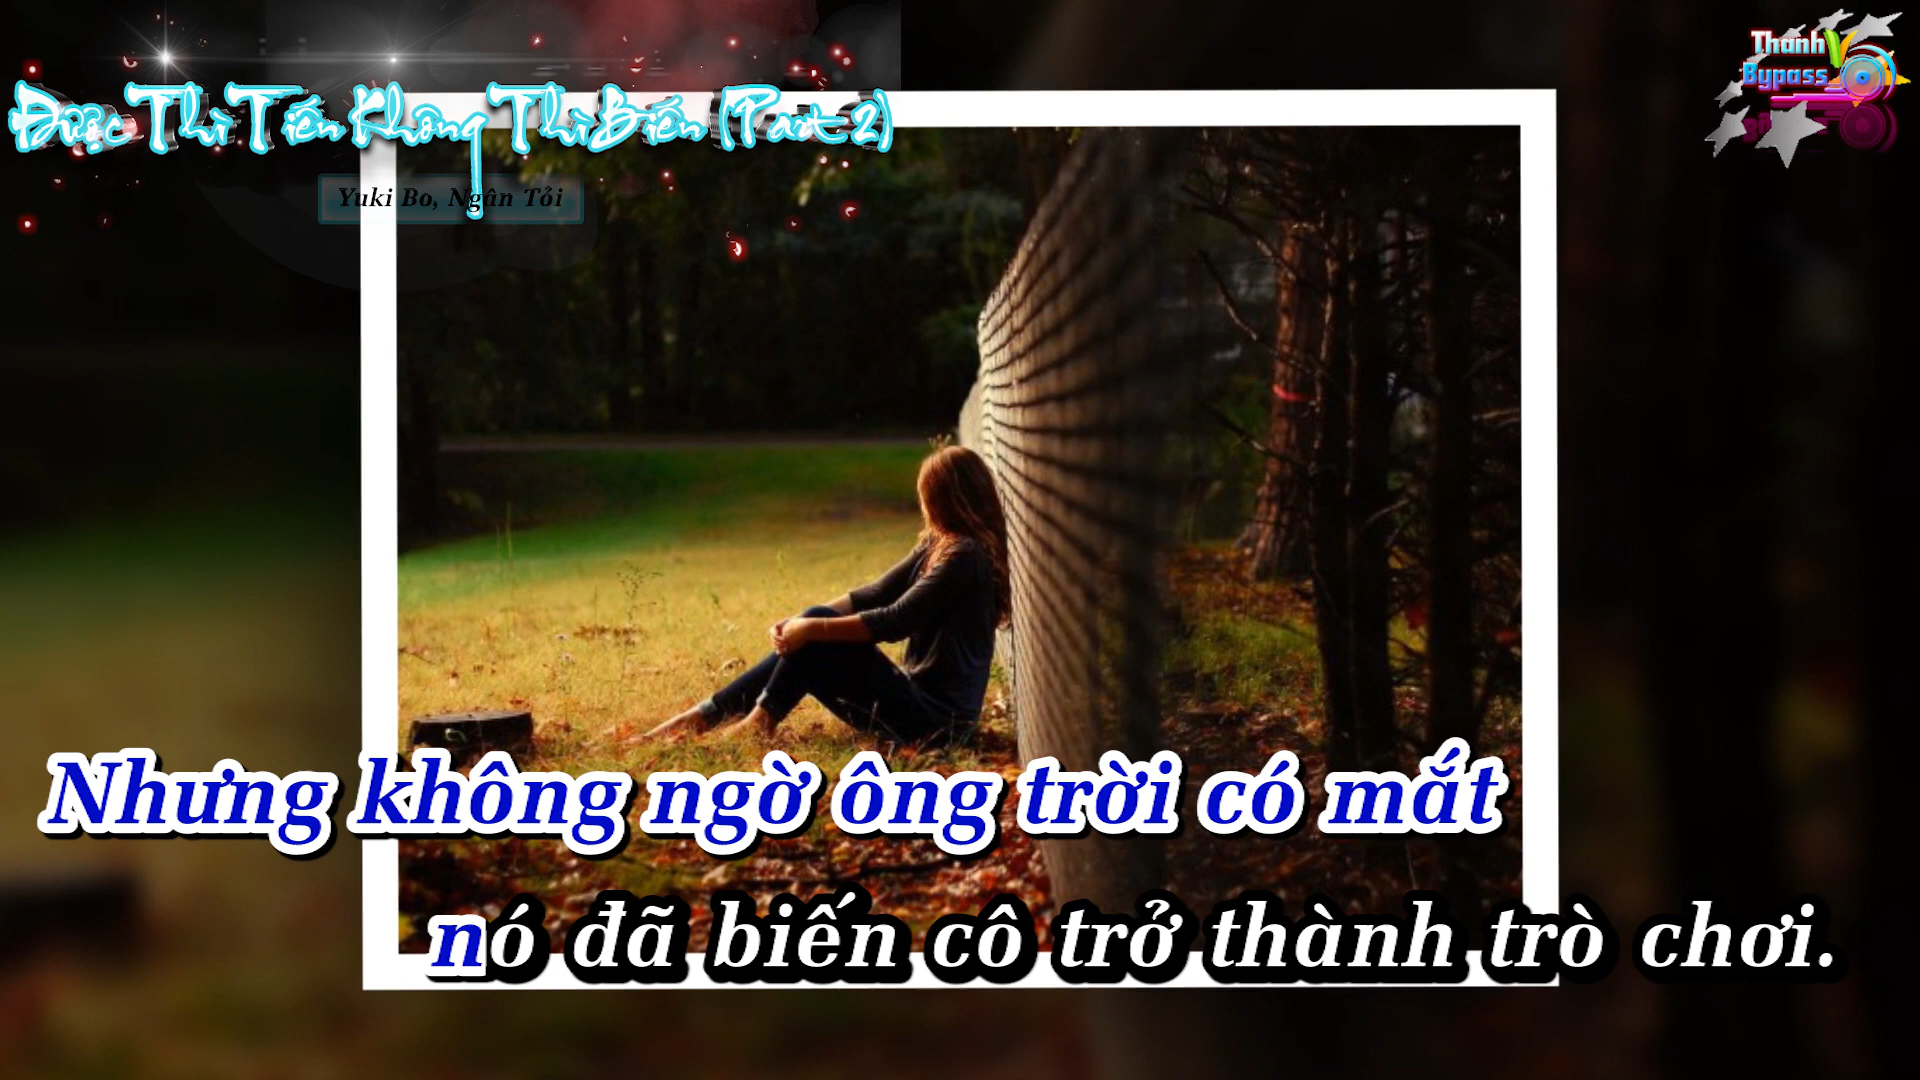 Được Thì Tiến Không Thì Biến (Part 2)
Yuki Bo, Ngân Tỏi
Thanh V
Bypass
Nhưng không ngờ ông trời có mắt
nó đã biến cô trở thành trò chơi.